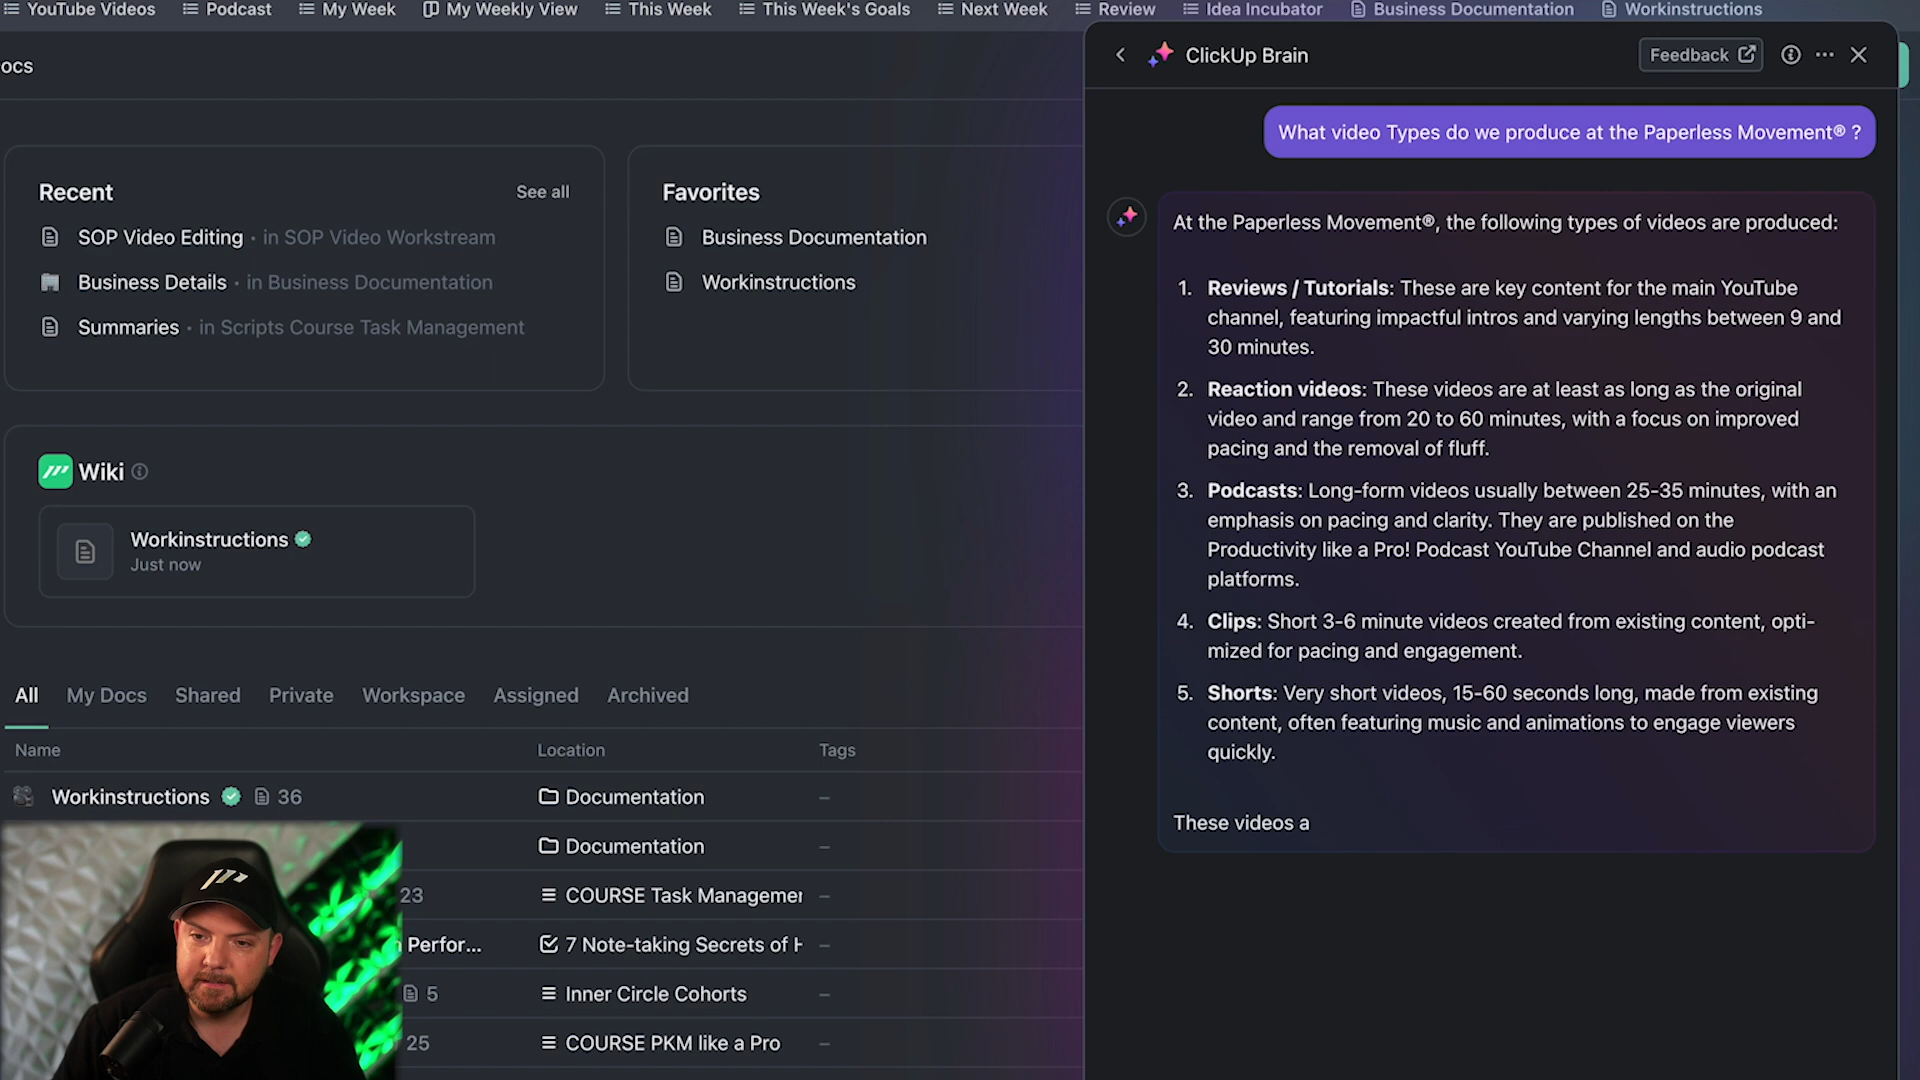 YouTube Videos
Podcast
My Week
My Weekly View
This Week
This Week's Goals
Next Week
Review
Idea Incubator
Business Documentation
Workinstructions
ocs
Recent
See all
SOP Video Editing • in SOP Video Workstream
Business Details • in Business Documentation
Summaries • in Scripts Course Task Management
Favorites
Business Documentation
Workinstructions
Wiki
Workinstructions
Just now
All
My Docs
Shared
Private
Workspace
Assigned
Archived
Name
Location
Tags
Workinstructions 36 Documentation –
Documentation –
23 COURSE Task Managemer –
Perfor... 7 Note-taking Secrets of H –
5 Inner Circle Cohorts –
25 COURSE PKM like a Pro –
ClickUp Brain
Feedback
What video Types do we produce at the Paperless Movement® ?
At the Paperless Movement®, the following types of videos are produced:
1. Reviews / Tutorials: These are key content for the main YouTube
channel, featuring impactful intros and varying lengths between 9 and
30 minutes.
2. Reaction videos: These videos are at least as long as the original
video and range from 20 to 60 minutes, with a focus on improved
pacing and the removal of fluff.
3. Podcasts: Long-form videos usually between 25-35 minutes, with an
emphasis on pacing and clarity. They are published on the
Productivity like a Pro! Podcast YouTube Channel and audio podcast
platforms.
4. Clips: Short 3-6 minute videos created from existing content, opti-
mized for pacing and engagement.
5. Shorts: Very short videos, 15-60 seconds long, made from existing
content, often featuring music and animations to engage viewers
quickly.
These videos a